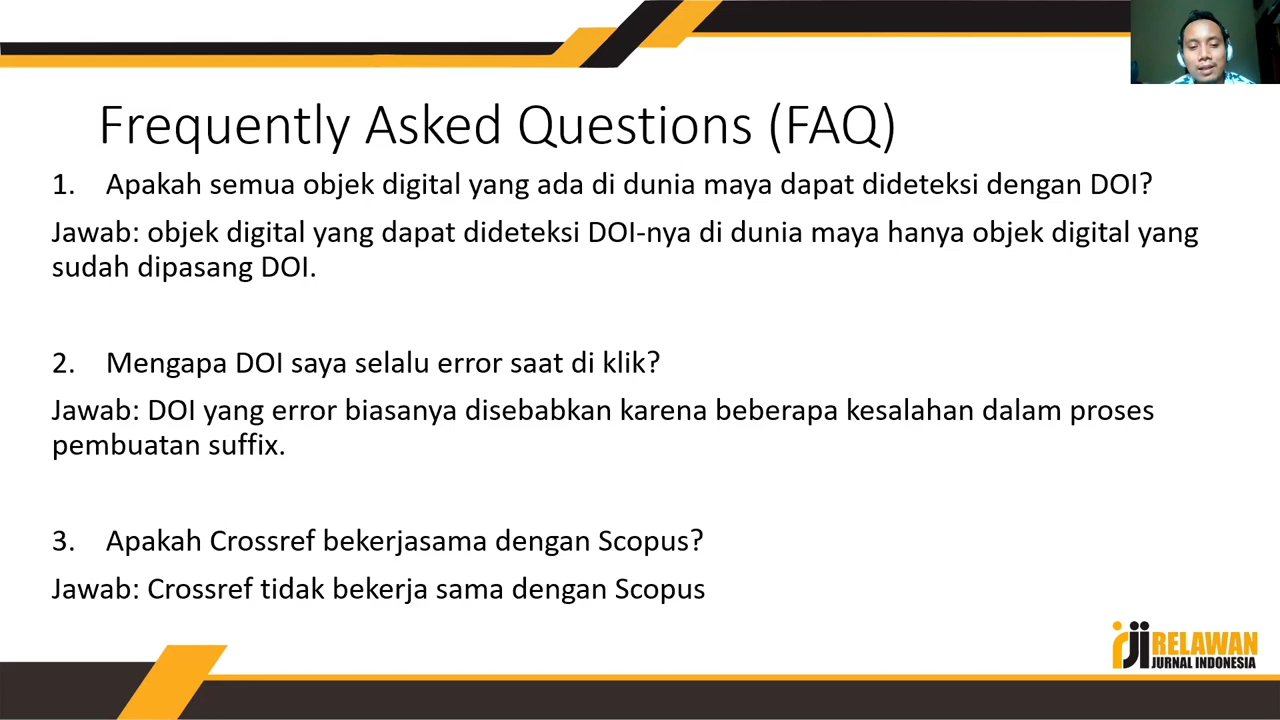 Frequently Asked Questions (FAQ)
1. Apakah semua objek digital yang ada di dunia maya dapat dideteksi dengan DOI?
Jawab: objek digital yang dapat dideteksi DOI-nya di dunia maya hanya objek digital yang
sudah dipasang DOI.
2. Mengapa DOI saya selalu error saat di klik?
Jawab: DOI yang error biasanya disebabkan karena beberapa kesalahan dalam proses
pembuatan suffix.
3. Apakah Crossref bekerjasama dengan Scopus?
Jawab: Crossref tidak bekerja sama dengan Scopus
rji RELAWAN
JURNAL INDONESIA